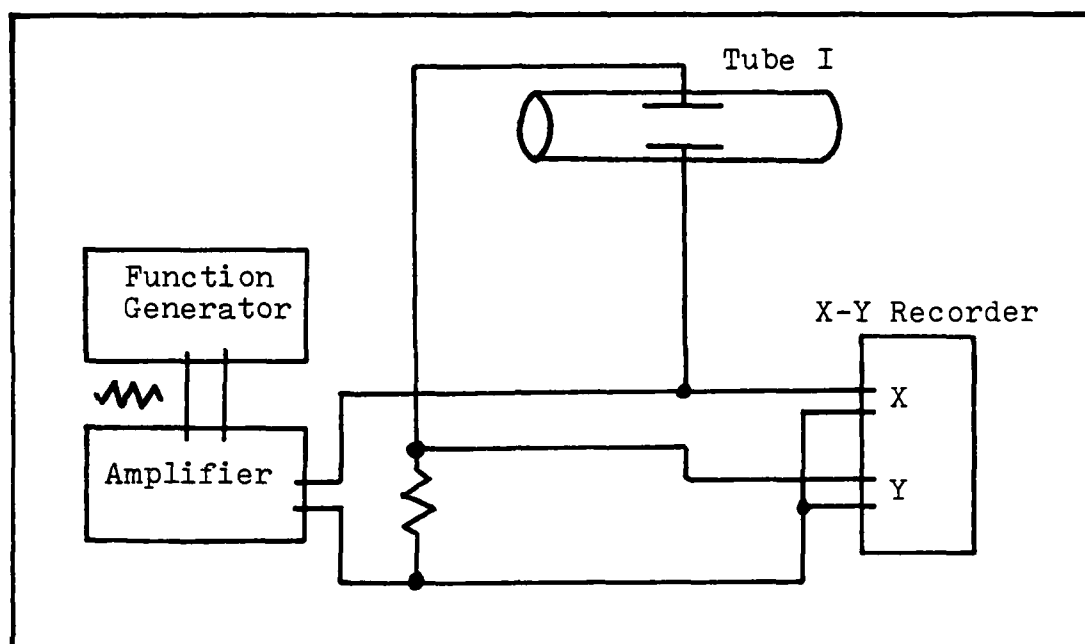 Tube I
Function
Generator
X-Y Recorder
X
Amplifier
Y